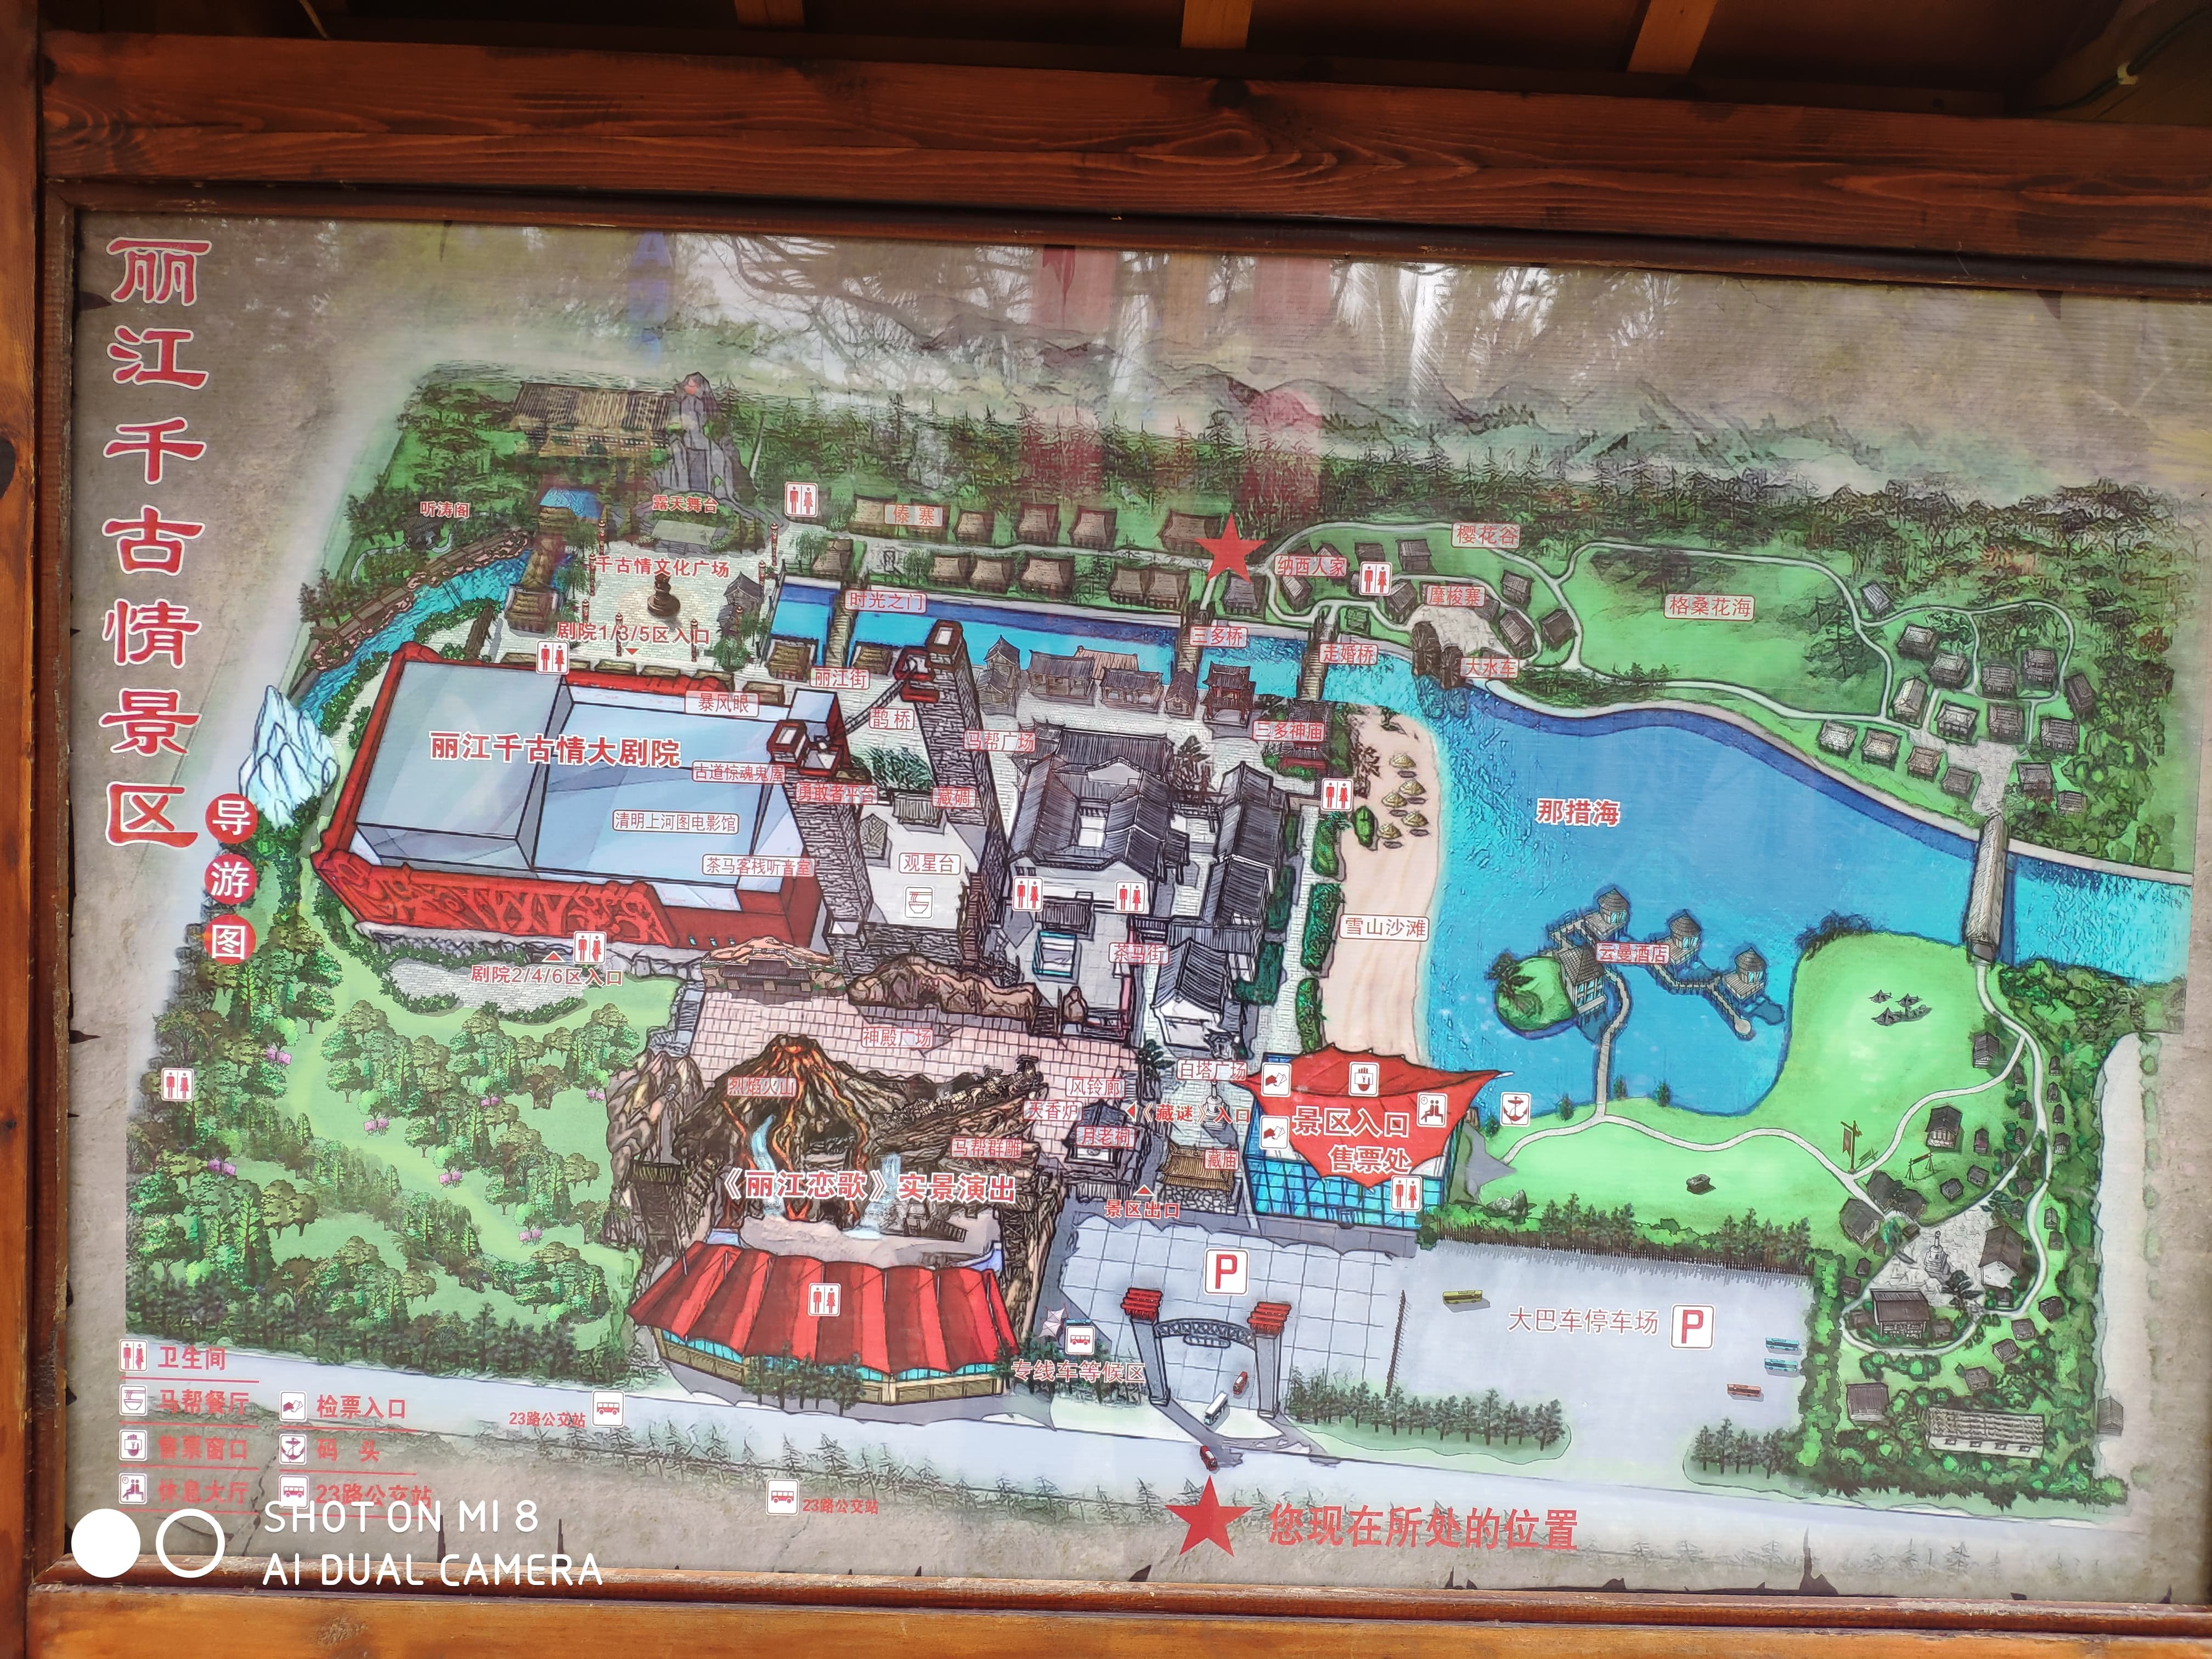 丽江千古情景区
导游图
听涛阁
露天舞台
傣寨
樱花谷
千古情文化广场
纳西人家
时光之门
摩梭寨
格桑花海
剧院1/3/5区入口
三多桥
走婚桥
大水车
丽江街
暴风眼
鹊桥
马帮广场
三多神庙
丽江千古情大剧院
古道惊魂鬼屋
勇敢者平台
藏碉
那措海
清明上河图电影馆
茶马客栈听音室
观星台
雪山沙滩
茶马街
云曼酒店
剧院2/4/6区入口
神殿广场
烈焰火山
风铃廊
白塔广场
天香炉
《藏谜》入口
景区入口
售票处
月老祠
马帮群雕
藏庙
《丽江恋歌》实景演出
景区出口
P
大巴车停车场 P
专线车等候区
23路公交站
23路公交站
卫生间
马帮餐厅
检票入口
售票窗口
码头
休息大厅
23路公交站
您现在所处的位置
SHOT ON MI 8
AI DUAL CAMERA